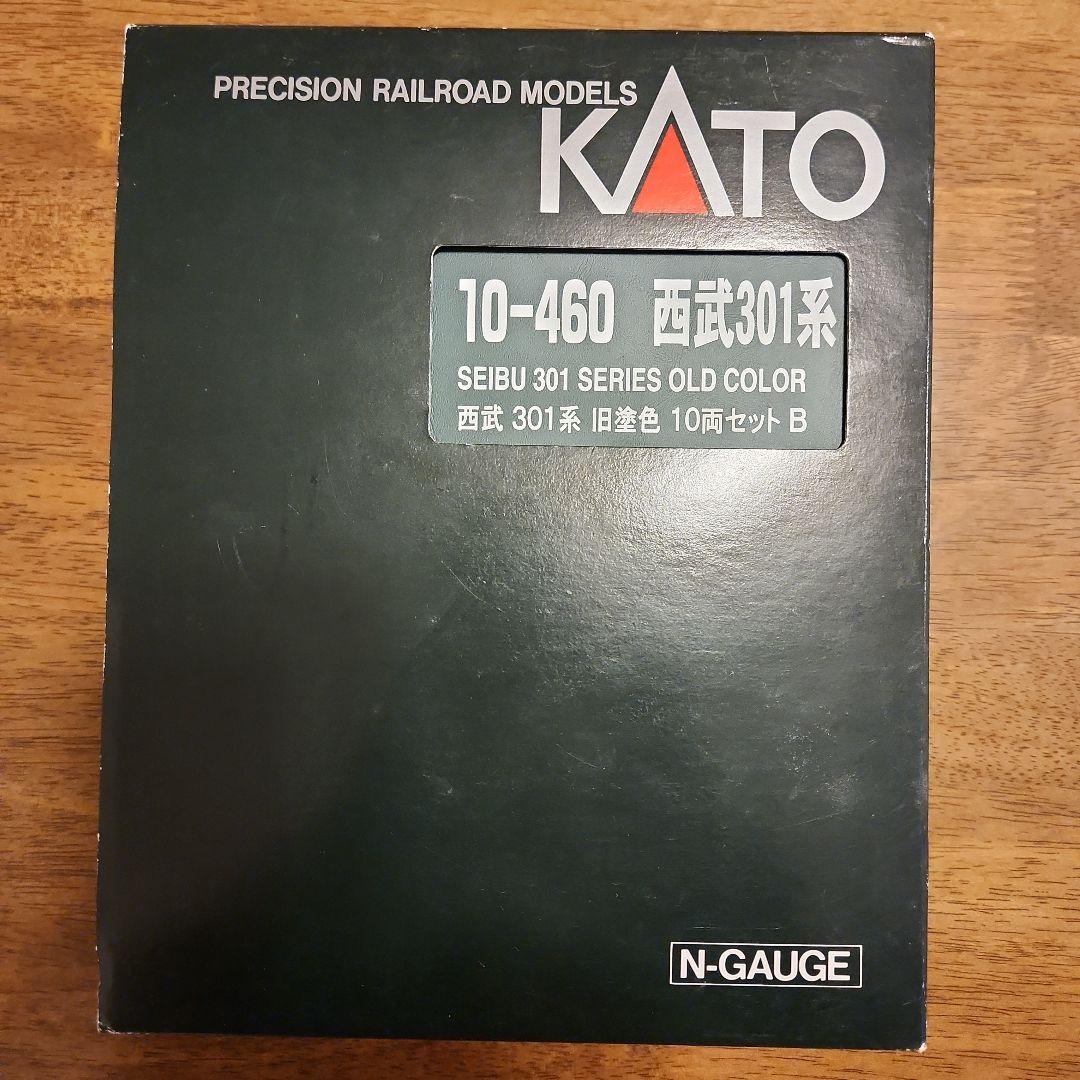 PRECISION RAILROAD MODELS
KATO
10-460 西武301系
SEIBU 301 SERIES OLD COLOR
西武 301系 旧塗色 10両セット B
N-GAUGE